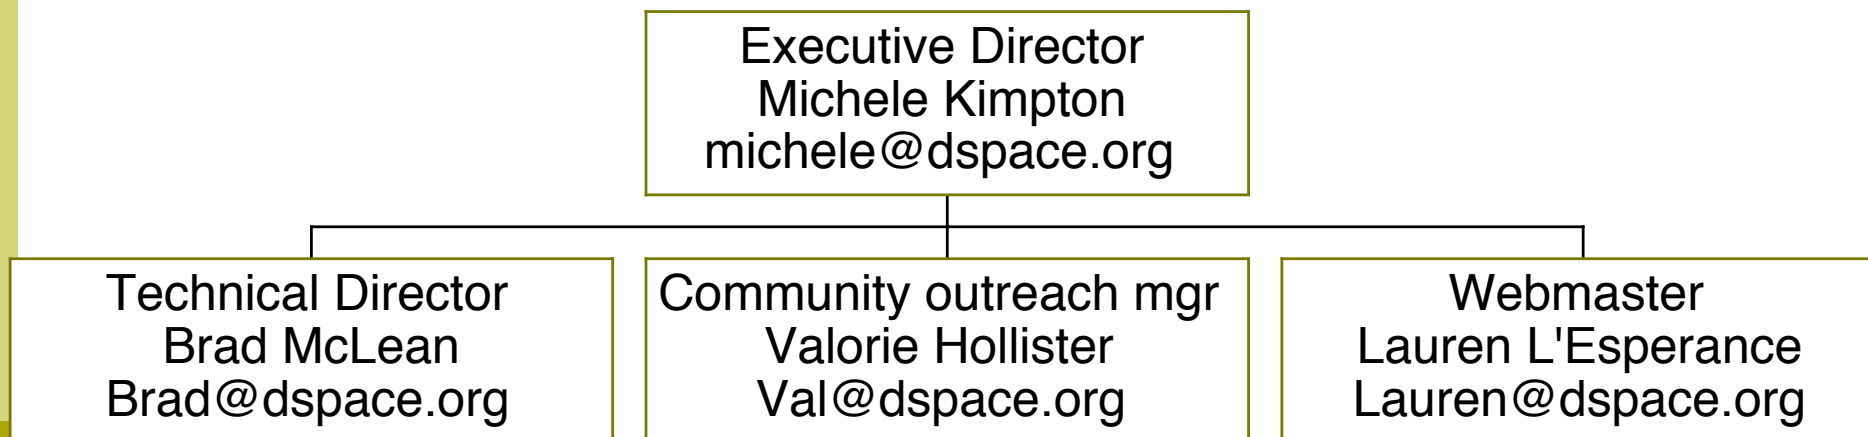 Executive Director
Michele Kimpton
michele@dspace.org
Technical Director
Brad McLean
Brad@dspace.org
Community outreach mgr
Valorie Hollister
Val@dspace.org
Webmaster
Lauren L'Esperance
Lauren@dspace.org